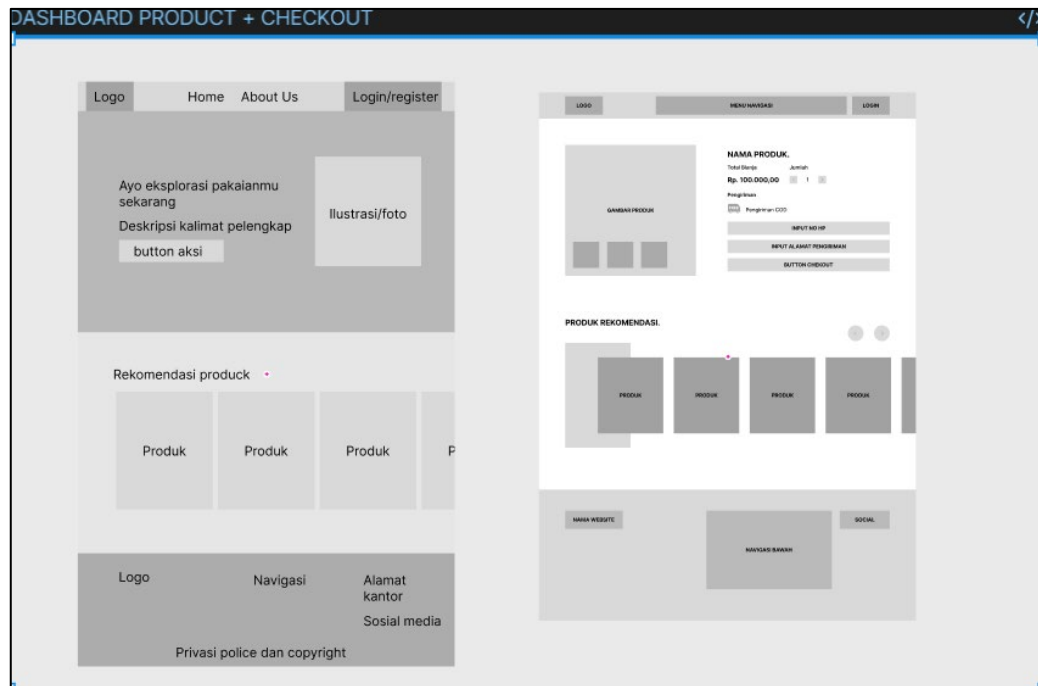 DASHBOARD PRODUCT + CHECKOUT
</>
Logo
Home
About Us
Login/register
Ayo eksplorasi pakaianmu
sekarang
Deskripsi kalimat pelengkap
button aksi
Ilustrasi/foto
Rekomendasi produck
Produk
Produk
Produk
P
Logo
Navigasi
Alamat
kantor
Sosial media
Privasi police dan copyright
LOGO
MENU NAVIGASI
LOGIN
GAMBAR PRODUK
NAMA PRODUK.
Total Blanja
Jumlah
Rp. 100.000,00
1
Pengiriman
Pengiriman COD
INPUT NO HP
INPUT ALAMAT PENGIRIMAN
BUTTON CHEKOUT
PRODUK REKOMENDASI.
PRODUK
PRODUK
PRODUK
PRODUK
NAMA WEBSITE
NAVIGASI BAWAH
SOCIAL